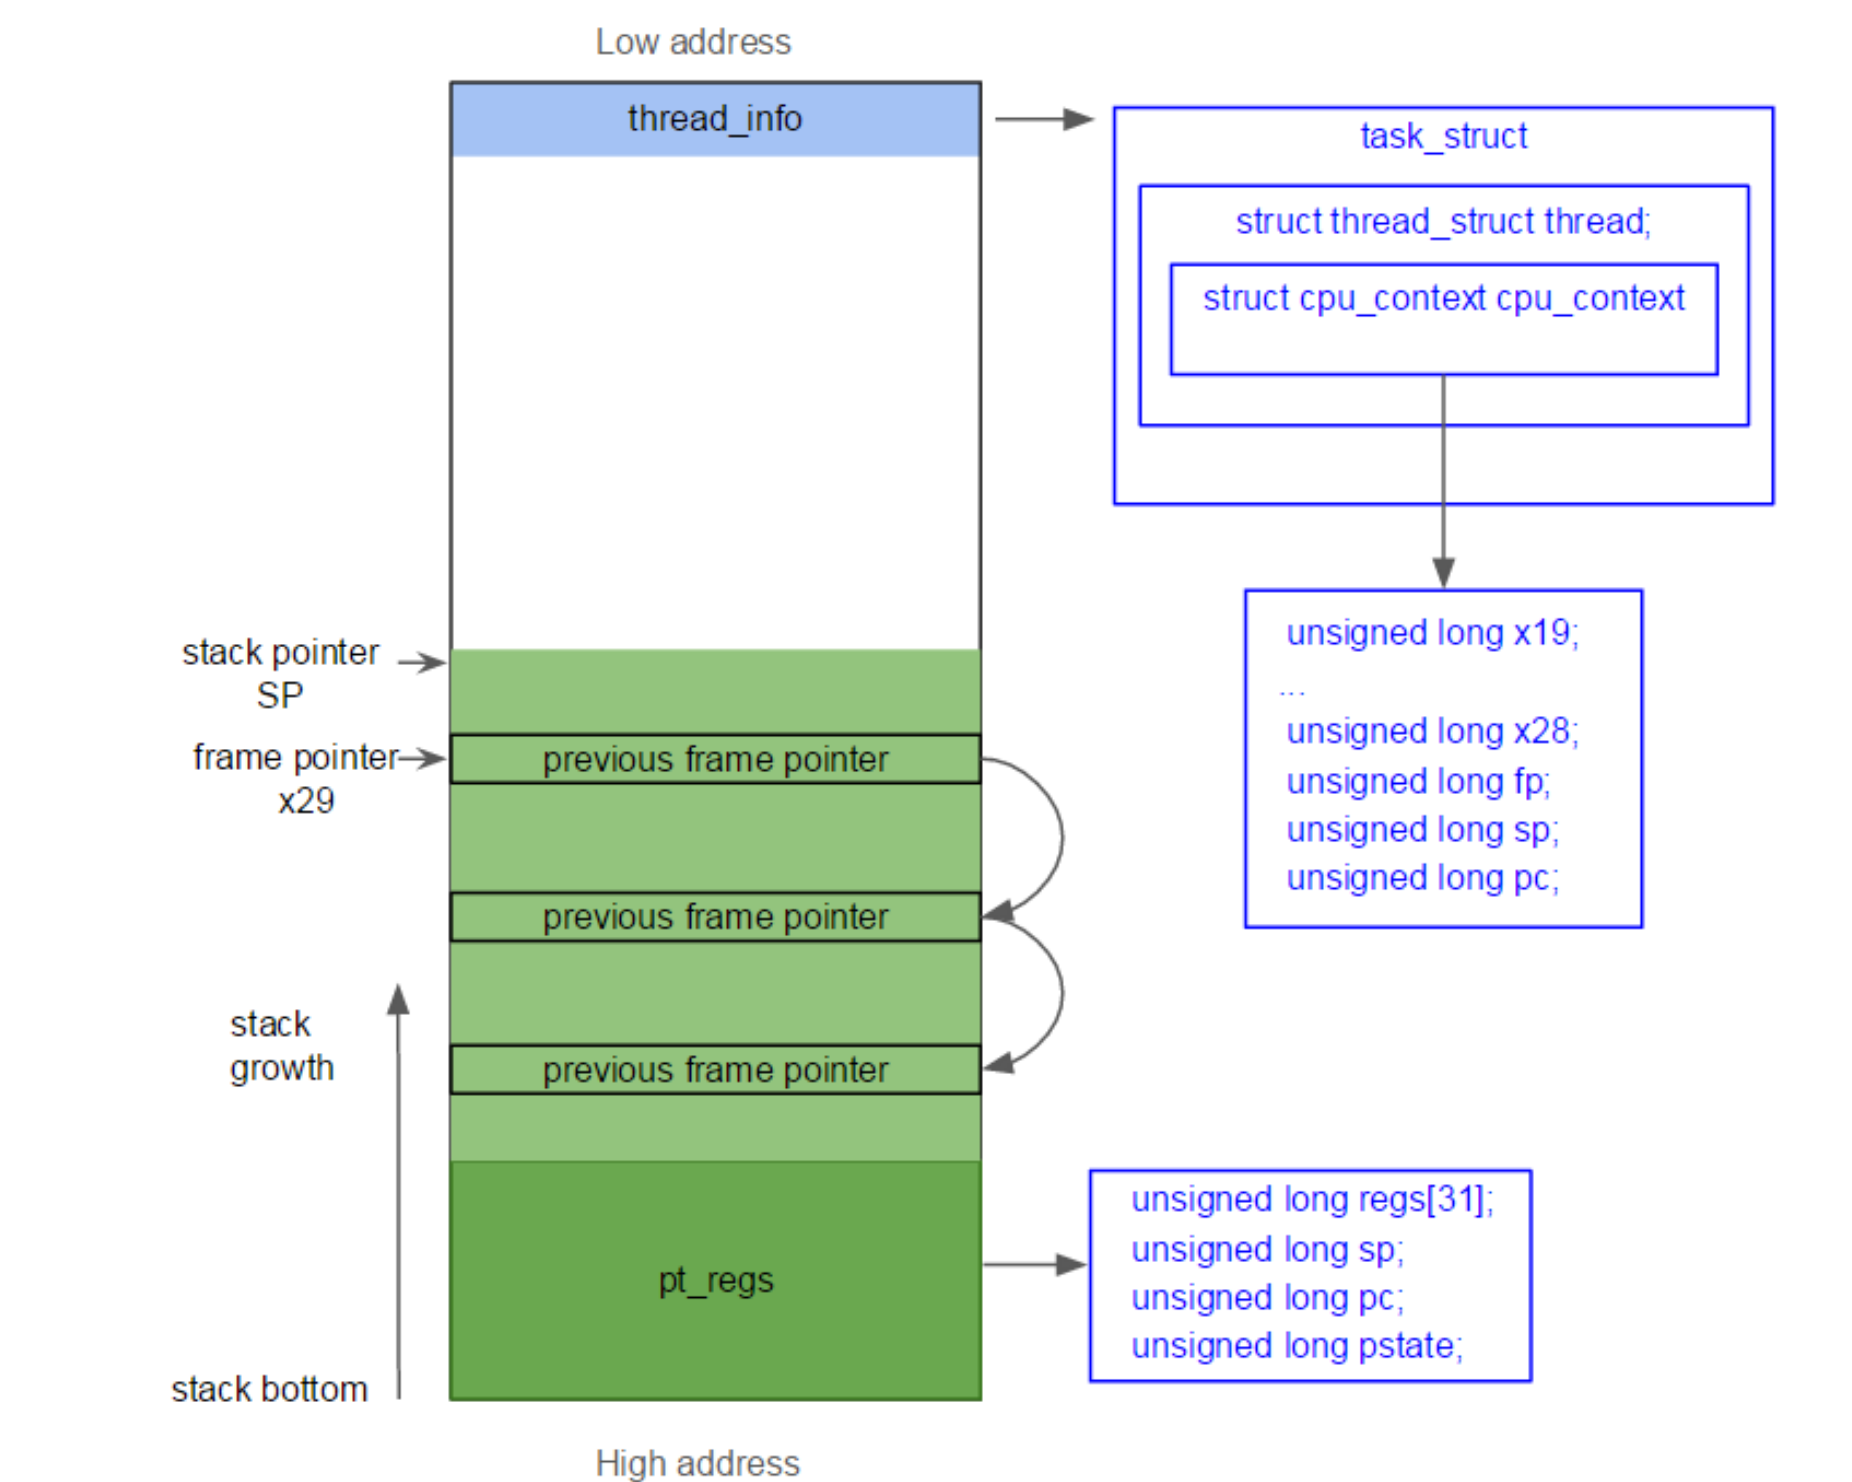 Low address
thread_info
task_struct
struct thread_struct thread;
struct cpu_context cpu_context
stack pointer
SP
frame pointer
x29
previous frame pointer
previous frame pointer
previous frame pointer
unsigned long x19;
...
unsigned long x28;
unsigned long fp;
unsigned long sp;
unsigned long pc;
stack
growth
pt_regs
unsigned long regs[31];
unsigned long sp;
unsigned long pc;
unsigned long pstate;
stack bottom
High address